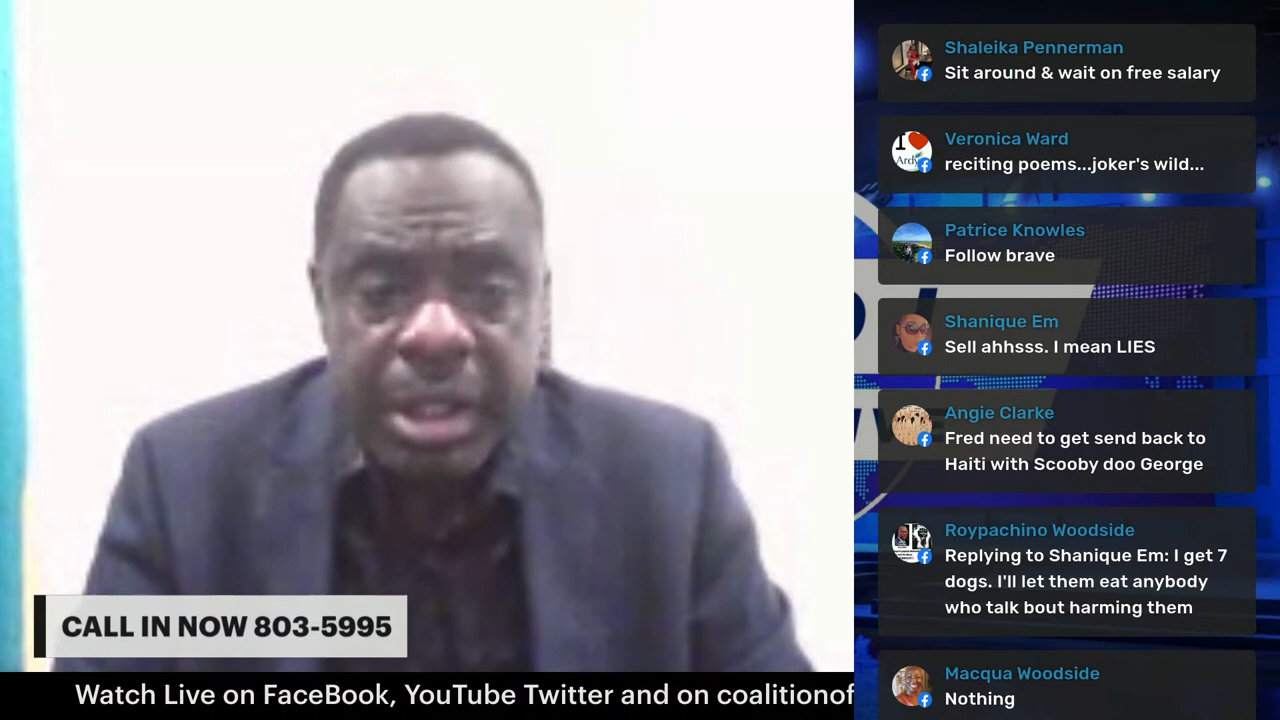 CALL IN NOW 803-5995
Watch Live on FaceBook, YouTube Twitter and on coalitionof
Shaleika Pennerman
Sit around & wait on free salary
Veronica Ward
reciting poems...joker's wild...
Patrice Knowles
Follow brave
Shanique Em
Sell ahhsss. I mean LIES
Angie Clarke
Fred need to get send back to
Haiti with Scooby doo George
Roypachino Woodside
Replying to Shanique Em: I get 7
dogs. I'll let them eat anybody
who talk bout harming them
Macqua Woodside
Nothing